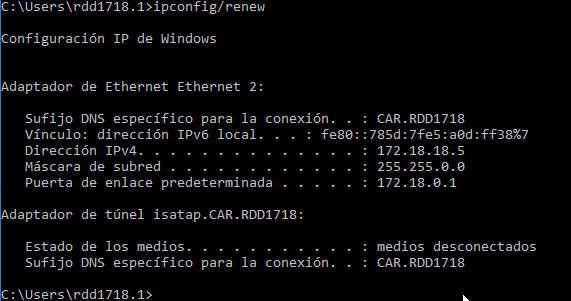 C:\Users\rdd1718.1>ipconfig/renew
Configuración IP de Windows
Adaptador de Ethernet Ethernet 2:
Sufijo DNS específico para la conexión. . : CAR.RDD1718
Vínculo: dirección IPv6 local. . . : fe80::785d:7fe5:a0d:ff38%7
Dirección IPv4. . . . . . . . . . . . . . : 172.18.18.5
Máscara de subred . . . . . . . . . . . . : 255.255.0.0
Puerta de enlace predeterminada . . . . . : 172.18.0.1
Adaptador de túnel isatap.CAR.RDD1718:
Estado de los medios. . . . . . . . . . . : medios desconectados
Sufijo DNS específico para la conexión. . : CAR.RDD1718
C:\Users\rdd1718.1>